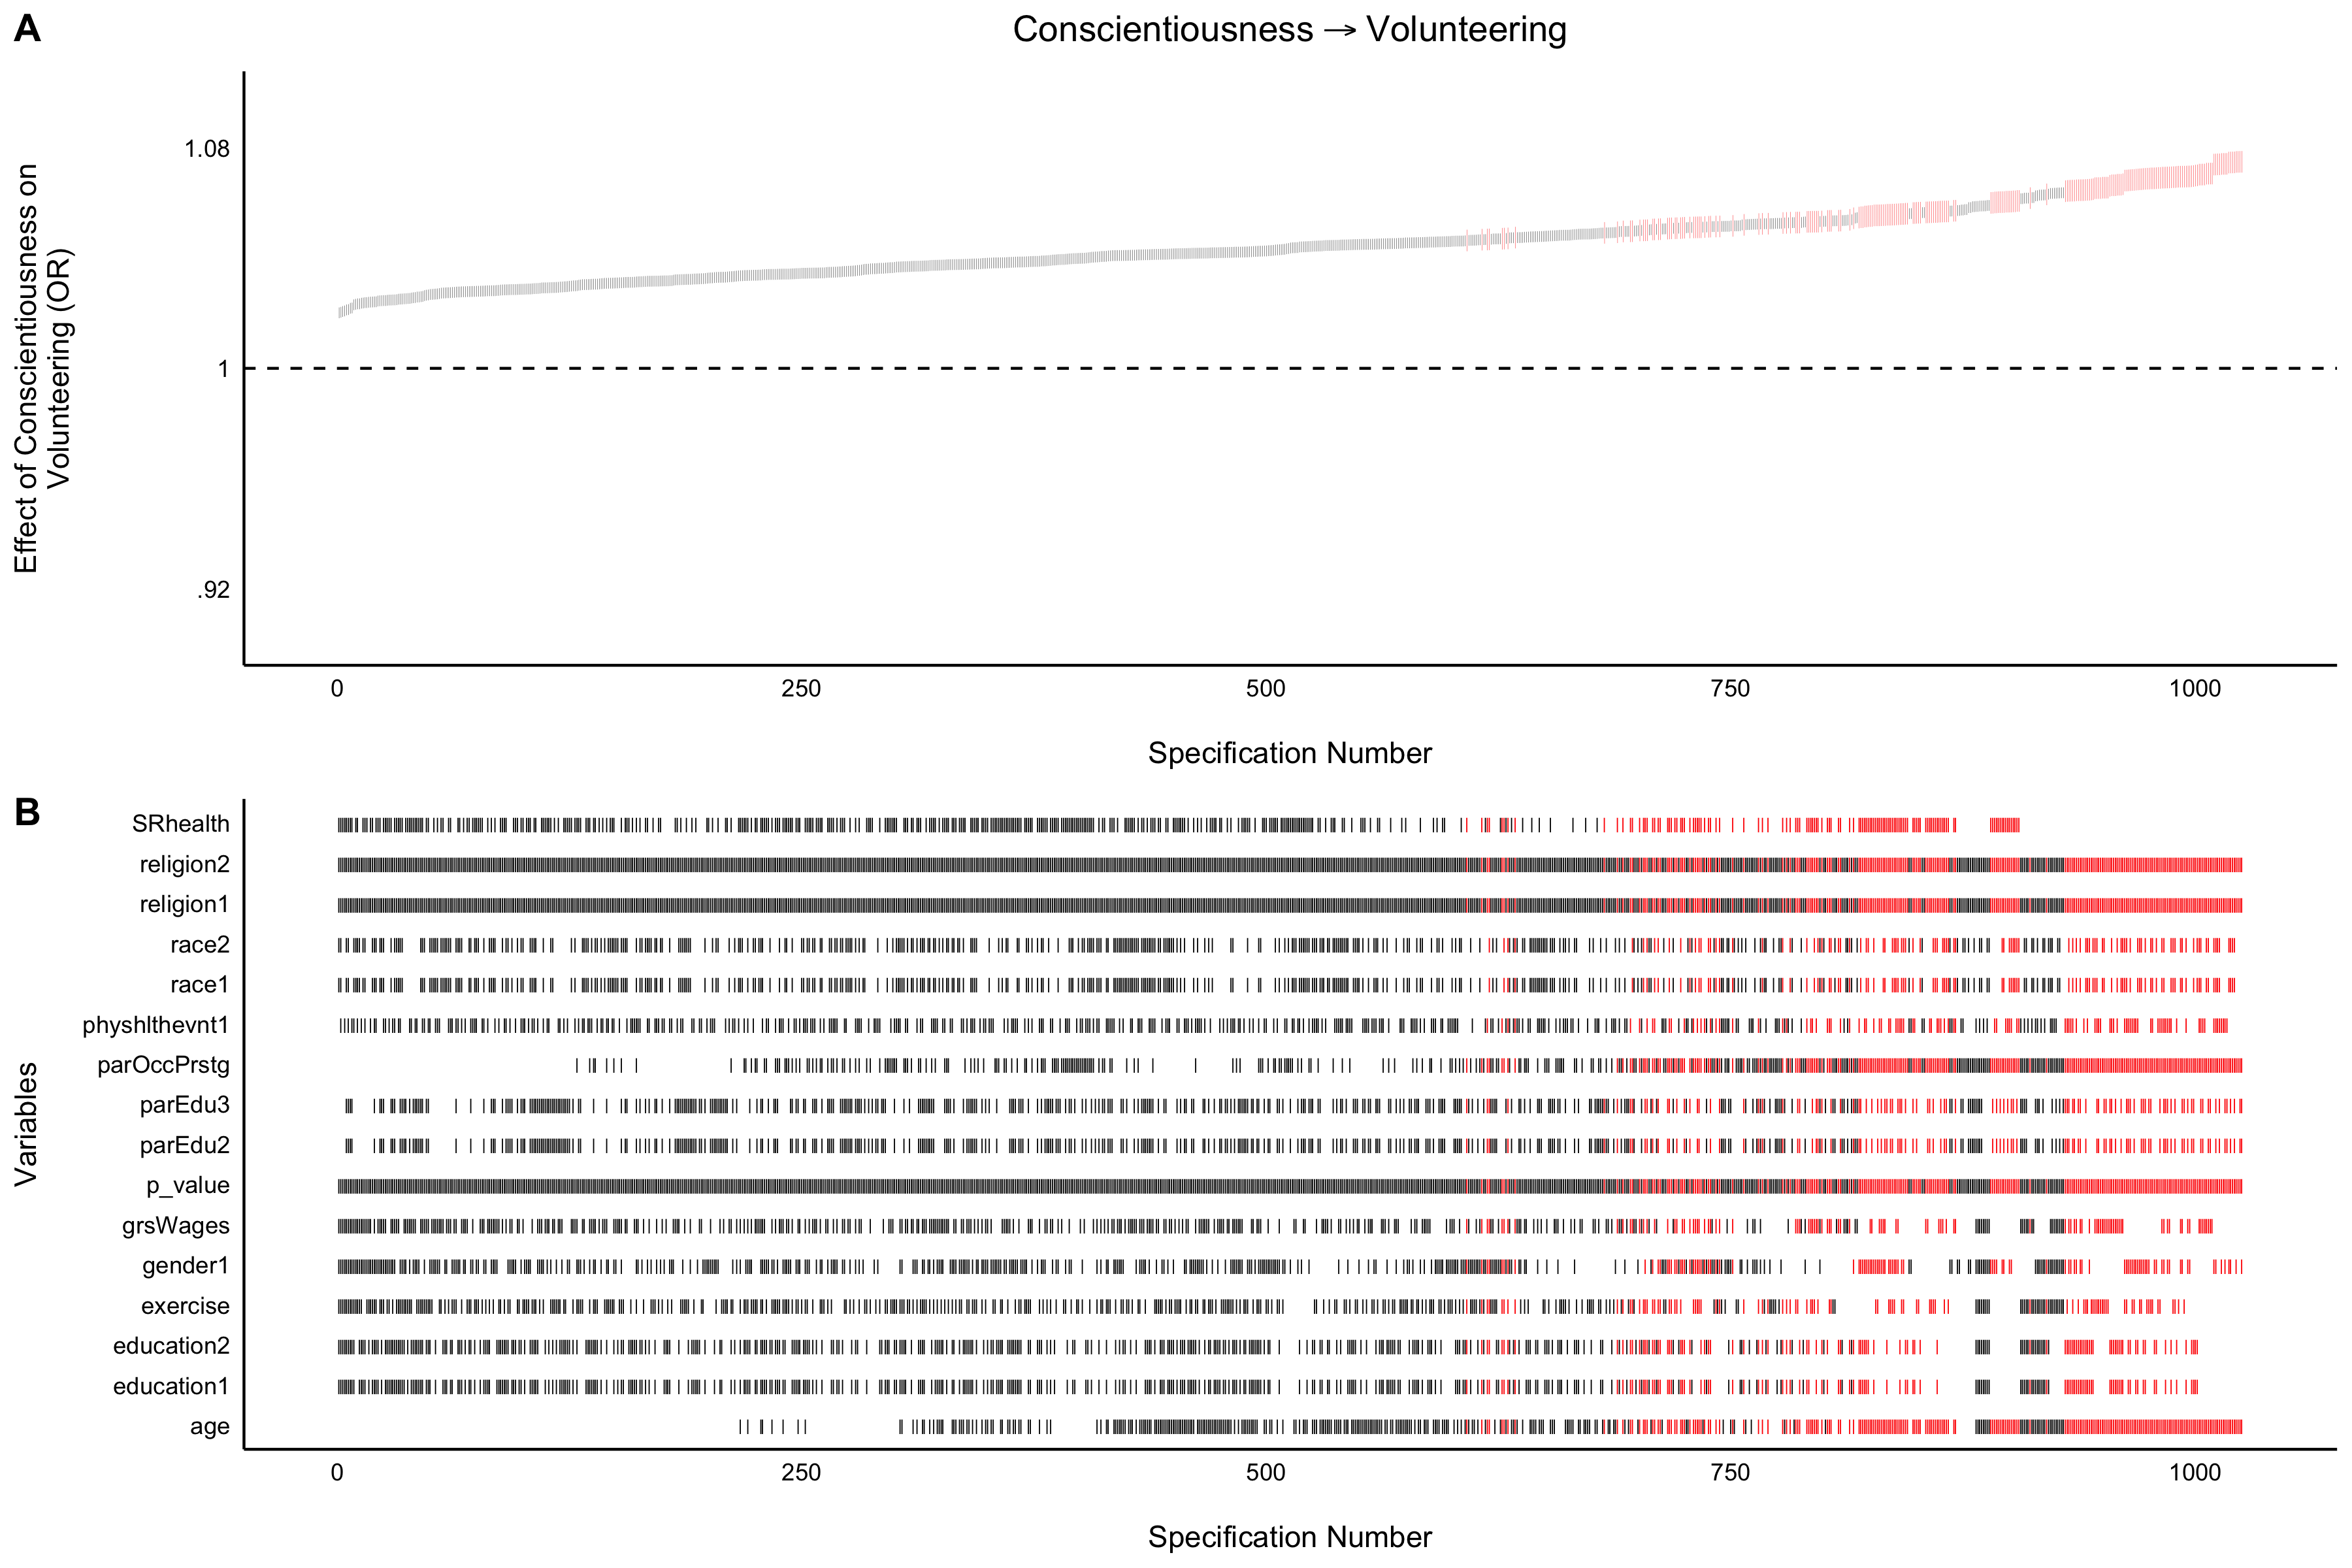 A
Conscientiousness → Volunteering
Effect of Conscientiousness on
Volunteering (OR)
1.08
1
.92
0 250 500 750 1000
Specification Number
B
Variables
SRhealth
religion2
religion1
race2
race1
physhlthevnt1
parOccPrstg
parEdu3
parEdu2
p_value
grsWages
gender1
exercise
education2
education1
age
0 250 500 750 1000
Specification Number